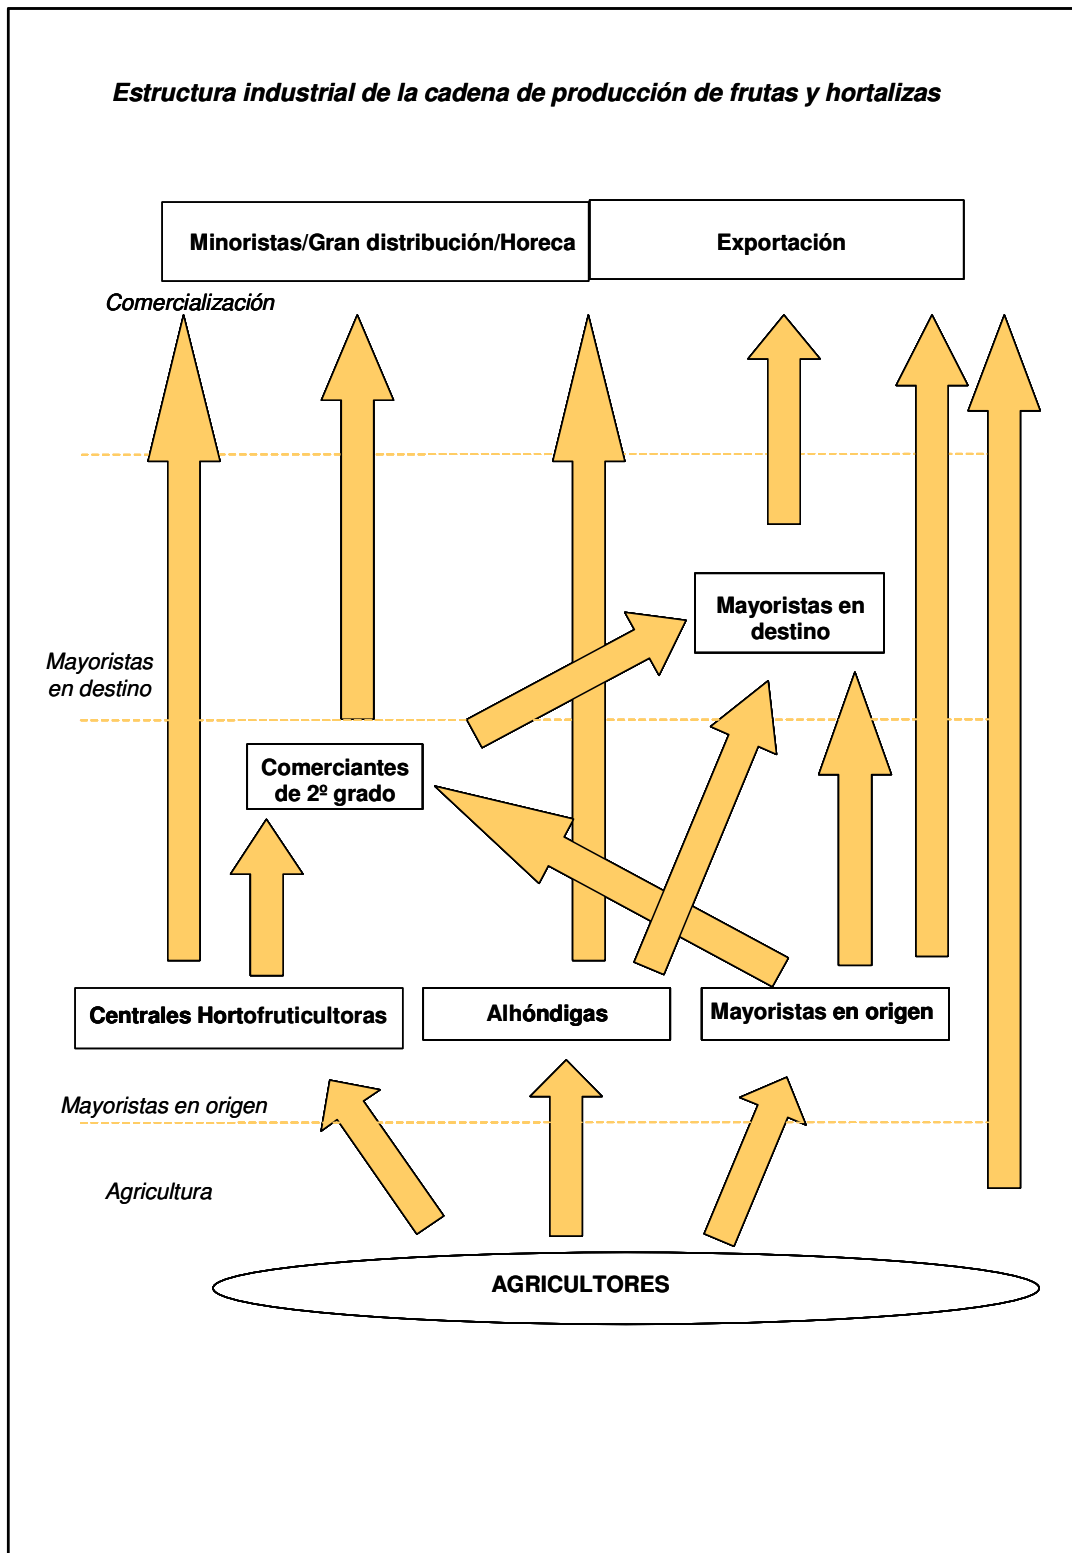 Estructura industrial de la cadena de producción de frutas y hortalizas
Minoristas/Gran distribución/Horeca
Exportación
Comercialización
Mayoristas en
destino
Mayoristas
en destino
Comerciantes
de 2º grado
Centrales Hortofruticultoras
Alhóndigas
Mayoristas en origen
Mayoristas en origen
Agricultura
AGRICULTORES